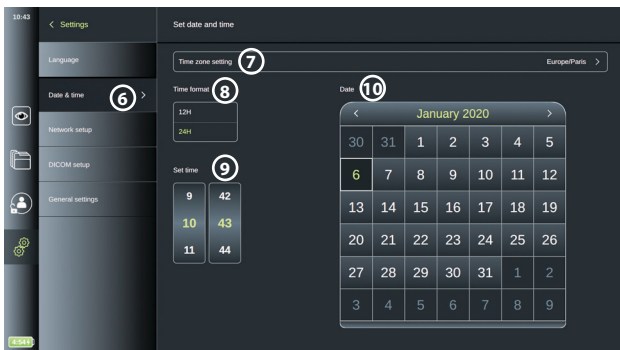 10:43
Settings
Set date and time
Language
Date & time 6
Network setup
DICOM setup
General settings
4:54
Time zone setting 7 Europe/Paris
Time format 8
12H
24H
Set time 9
9 42
10 43
11 44
Date 10
January 2020
30 31 1 2 3 4 5
6 7 8 9 10 11 12
13 14 15 16 17 18 19
20 21 22 23 24 25 26
27 28 29 30 31 1 2
3 4 5 6 7 8 9